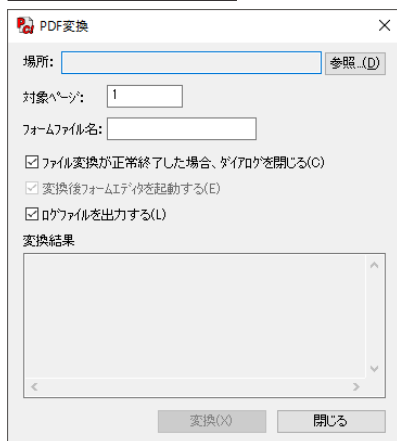 PDF変換
場所:
参照...(D)
対象ページ:
1
フォームファイル名:
ファイル変換が正常終了した場合、ダイアログを閉じる(C)
変換後フォームエディタを起動する(E)
ログファイルを出力する(L)
変換結果
変換(X)
閉じる